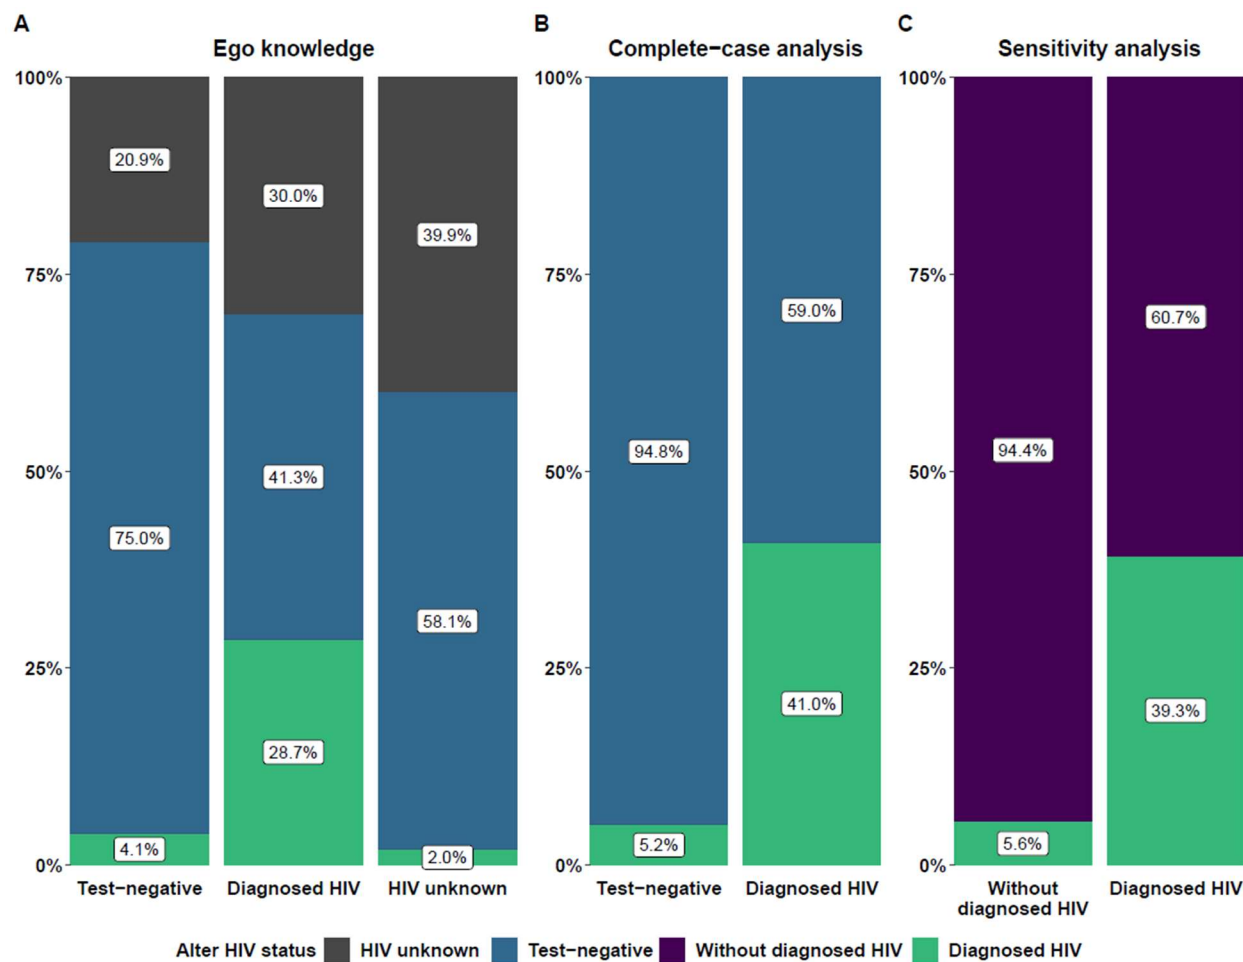 A
Ego knowledge
100%
75%
50%
25%
0%
20.9%
75.0%
4.1%
30.0%
41.3%
28.7%
39.9%
58.1%
2.0%
Test−negative
Diagnosed HIV
HIV unknown
B
Complete−case analysis
100%
75%
50%
25%
0%
94.8%
5.2%
59.0%
41.0%
Test−negative
Diagnosed HIV
C
Sensitivity analysis
100%
75%
50%
25%
0%
94.4%
5.6%
60.7%
39.3%
Without
diagnosed HIV
Diagnosed HIV
Alter HIV status HIV unknown Test−negative Without diagnosed HIV Diagnosed HIV